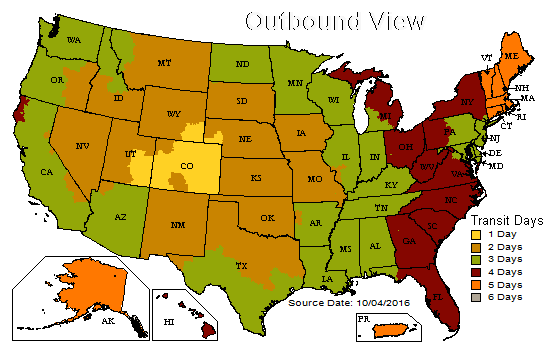 Outbound View
WA
OR
ID
MT
ND
MN
WI
MI
NY
VT
ME
NH
MA
RI
CT
NJ
DE
MD
PA
OH
WV
VA
NC
SC
GA
FL
AL
MS
TN
KY
IN
IL
IA
MO
AR
LA
SD
NE
KS
OK
TX
WY
CO
NM
UT
AZ
NV
CA
AK
HI
PR
Transit Days
1 Day
2 Days
3 Days
4 Days
5 Days
6 Days
Source Date: 10/04/2016